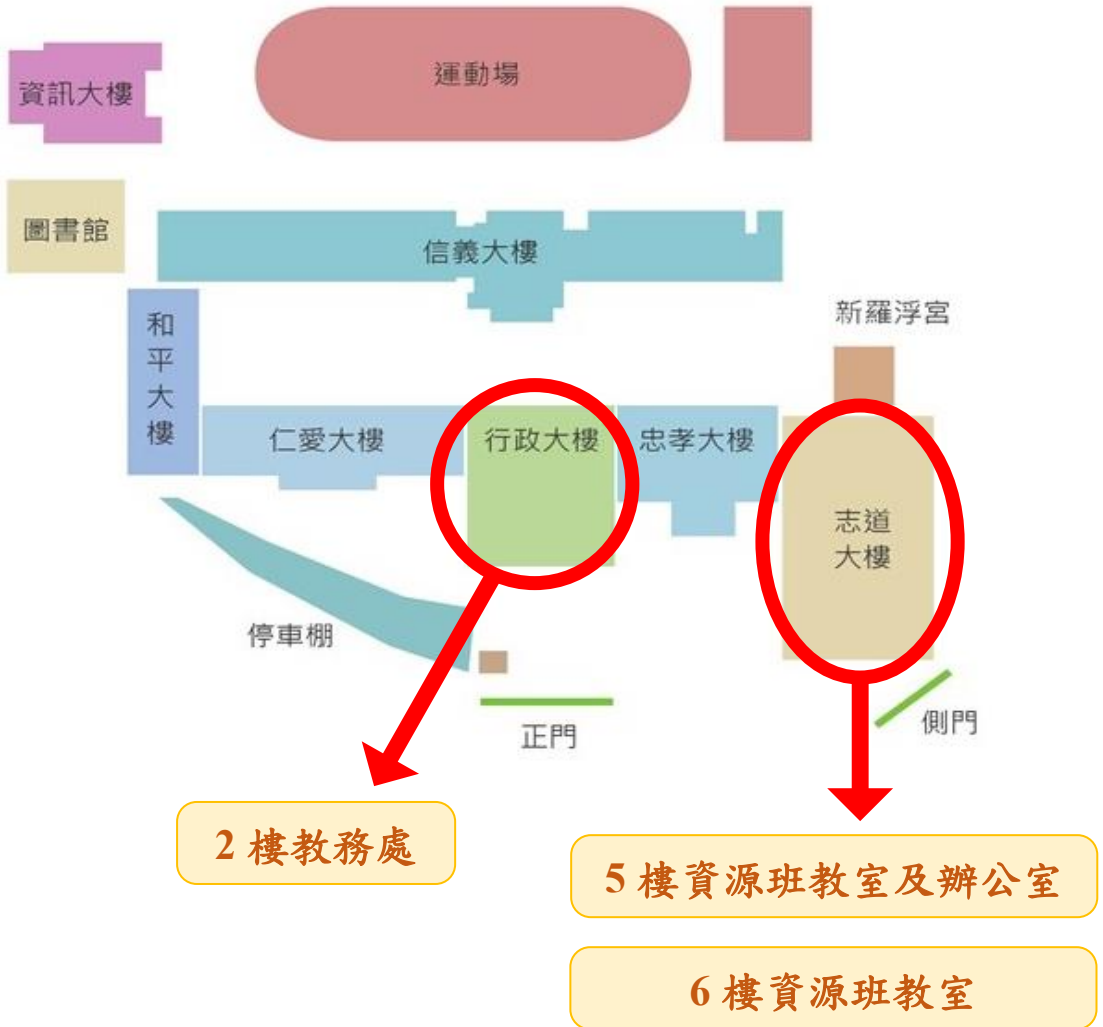 運動場
資訊大樓
圖書館
信義大樓
新羅浮宮
和
平
大
樓
仁愛大樓
行政大樓
忠孝大樓
志道
大樓
停車棚
正門
側門
2 樓教務處
5 樓資源班教室及辦公室
6 樓資源班教室